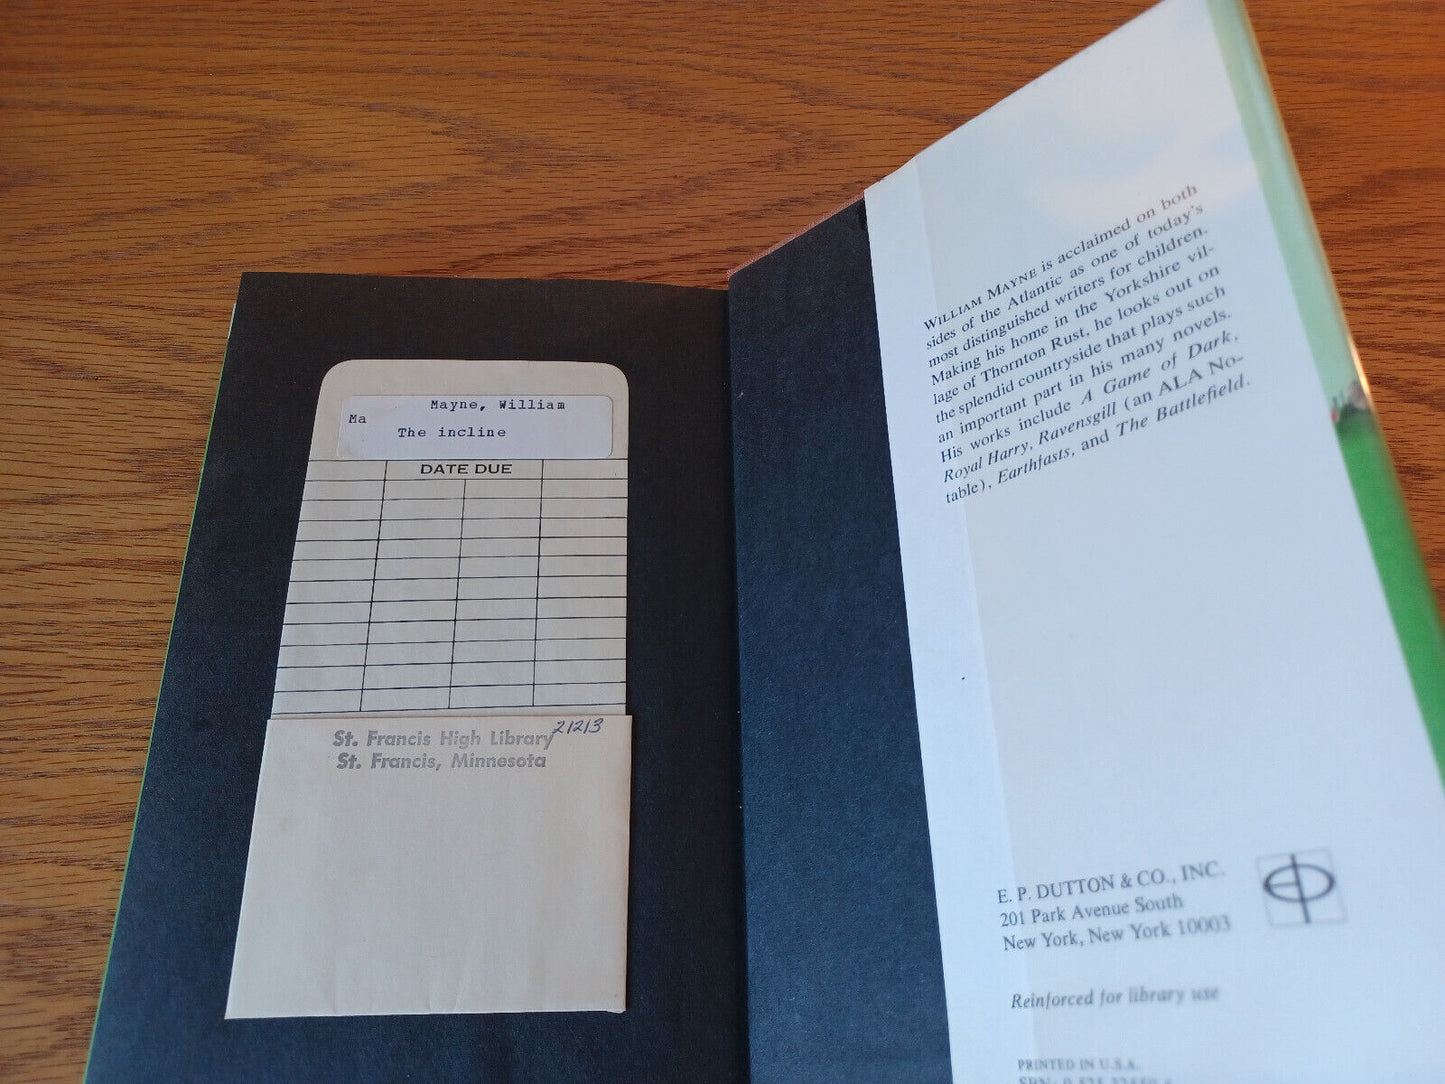 Mayne, William
Ma
The incline
DATE DUE
St. Francis High Library
21213
St. Francis, Minnesota
WILLIAM MAYNE is acclaimed on both
sides of the Atlantic as one of today's
most distinguished writers for children.
Making his home in the Yorkshire vil-
lage of Thornton Rust, he looks out on
the splendid countryside that plays such
an important part in his many novels.
His works include A Game of Dark,
Royal Harry, Ravensgill (an ALA No-
table), Earthfasts, and The Battlefield.
E. P. DUTTON & CO., INC.
201 Park Avenue South
New York, New York 10003
Reinforced for library use
PRINTED IN U.S.A.